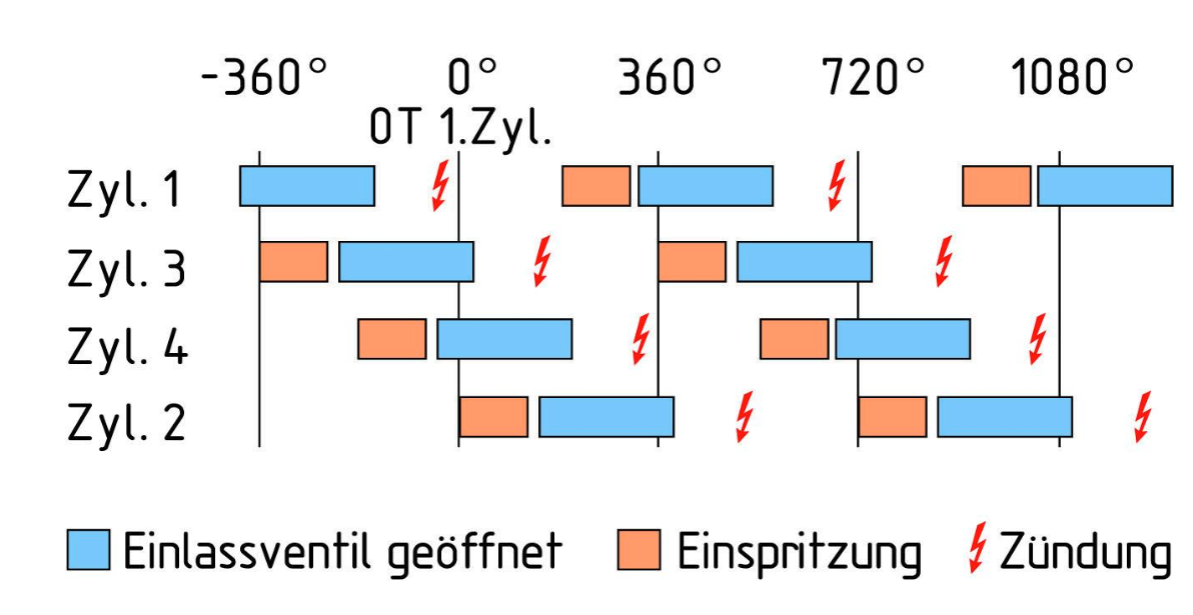 -360° 0° 360° 720° 1080°
OT 1.Zyl.
Zyl. 1
Zyl. 3
Zyl. 4
Zyl. 2
Einlassventil geöffnet Einspritzung Zündung